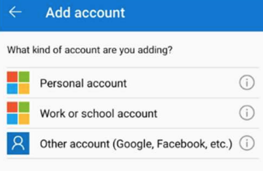 Add account
What kind of account are you adding?
Personal account
Work or school account
Other account (Google, Facebook, etc.)